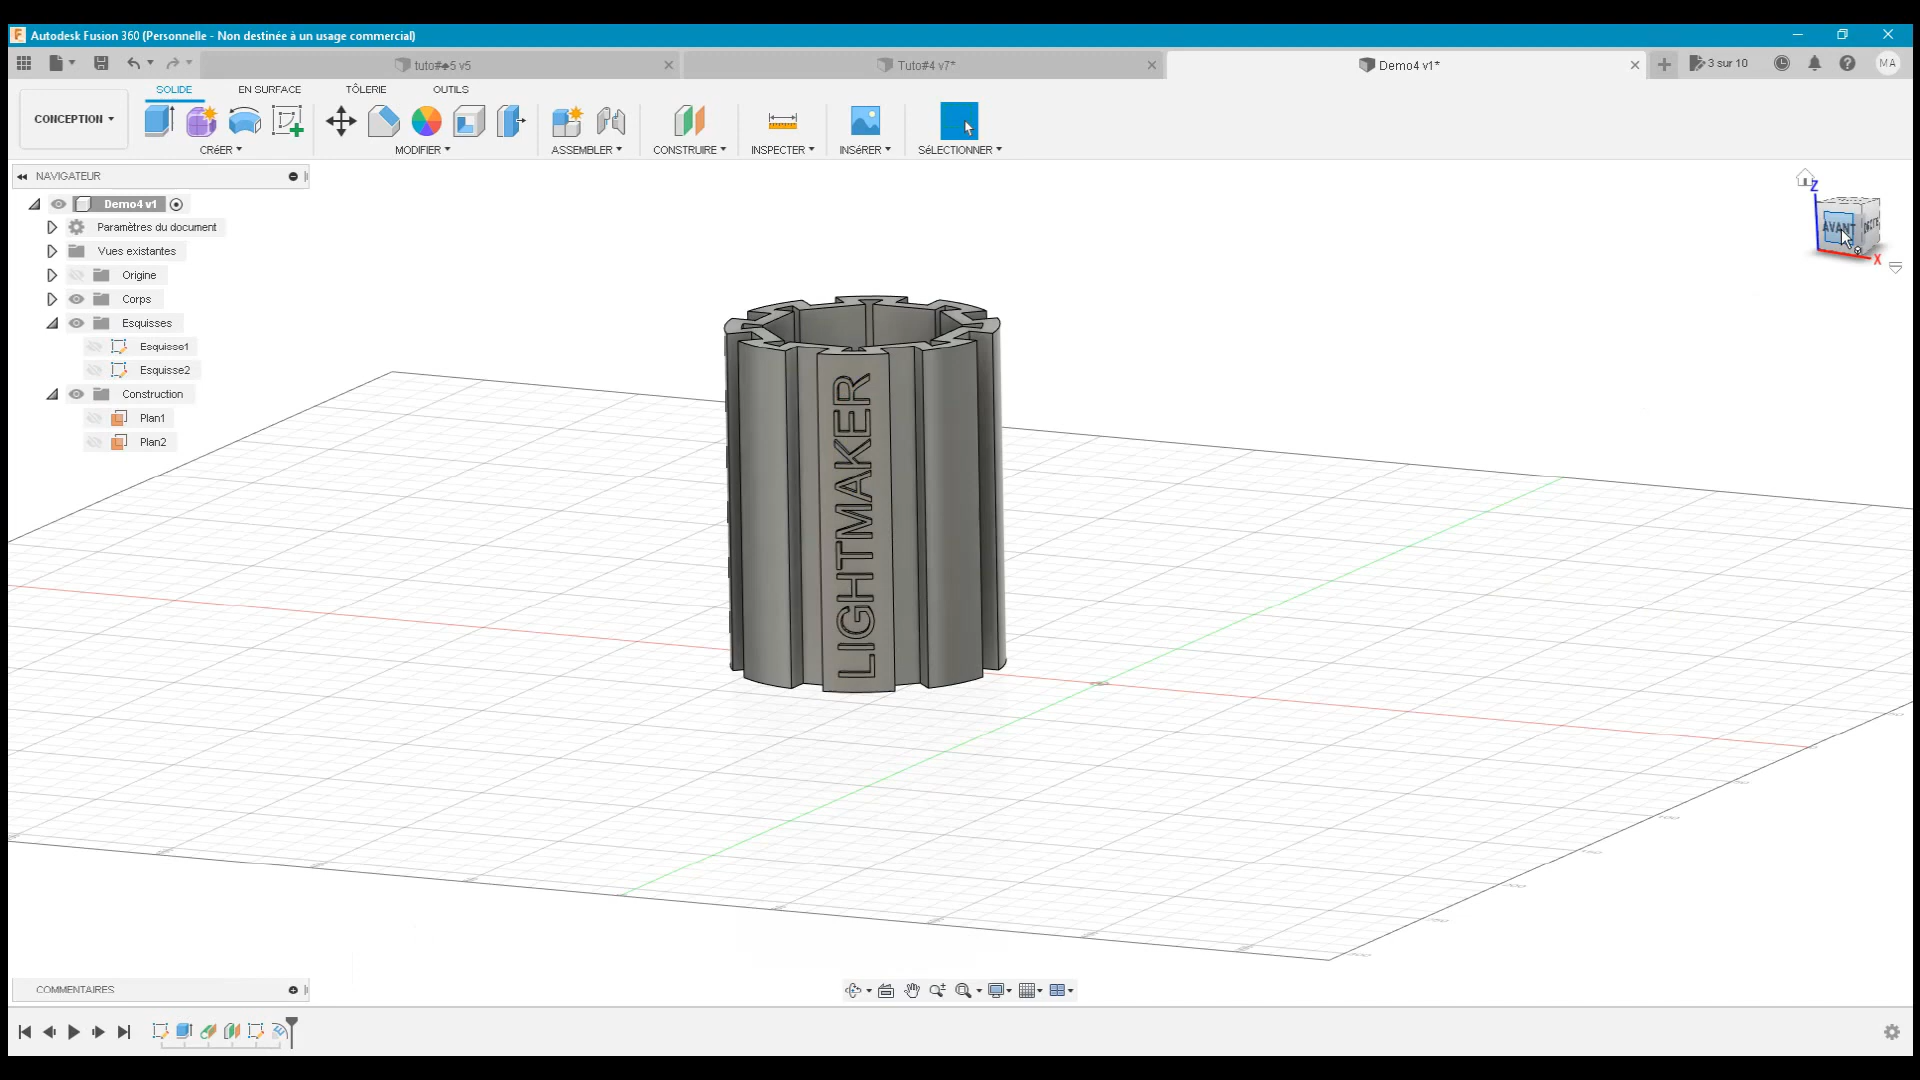 Autodesk Fusion 360 (Personnelle - Non destinée à un usage commercial)
tuto#♠5 v5
Tuto#4 v7*
Demo4 v1*
3 sur 10
MA
SOLIDE
EN SURFACE
TÔLERIE
OUTILS
CONCEPTION
CRéER
MODIFIER
ASSEMBLER
CONSTRUIRE
INSPECTER
INSéRER
SéLECTIONNER
NAVIGATEUR
Demo4 v1
Paramètres du document
Vues existantes
Origine
Corps
Esquisses
Esquisse1
Esquisse2
Construction
Plan1
Plan2
Z
AVANT
DROITE
X
LIGHTMAKER
COMMENTAIRES